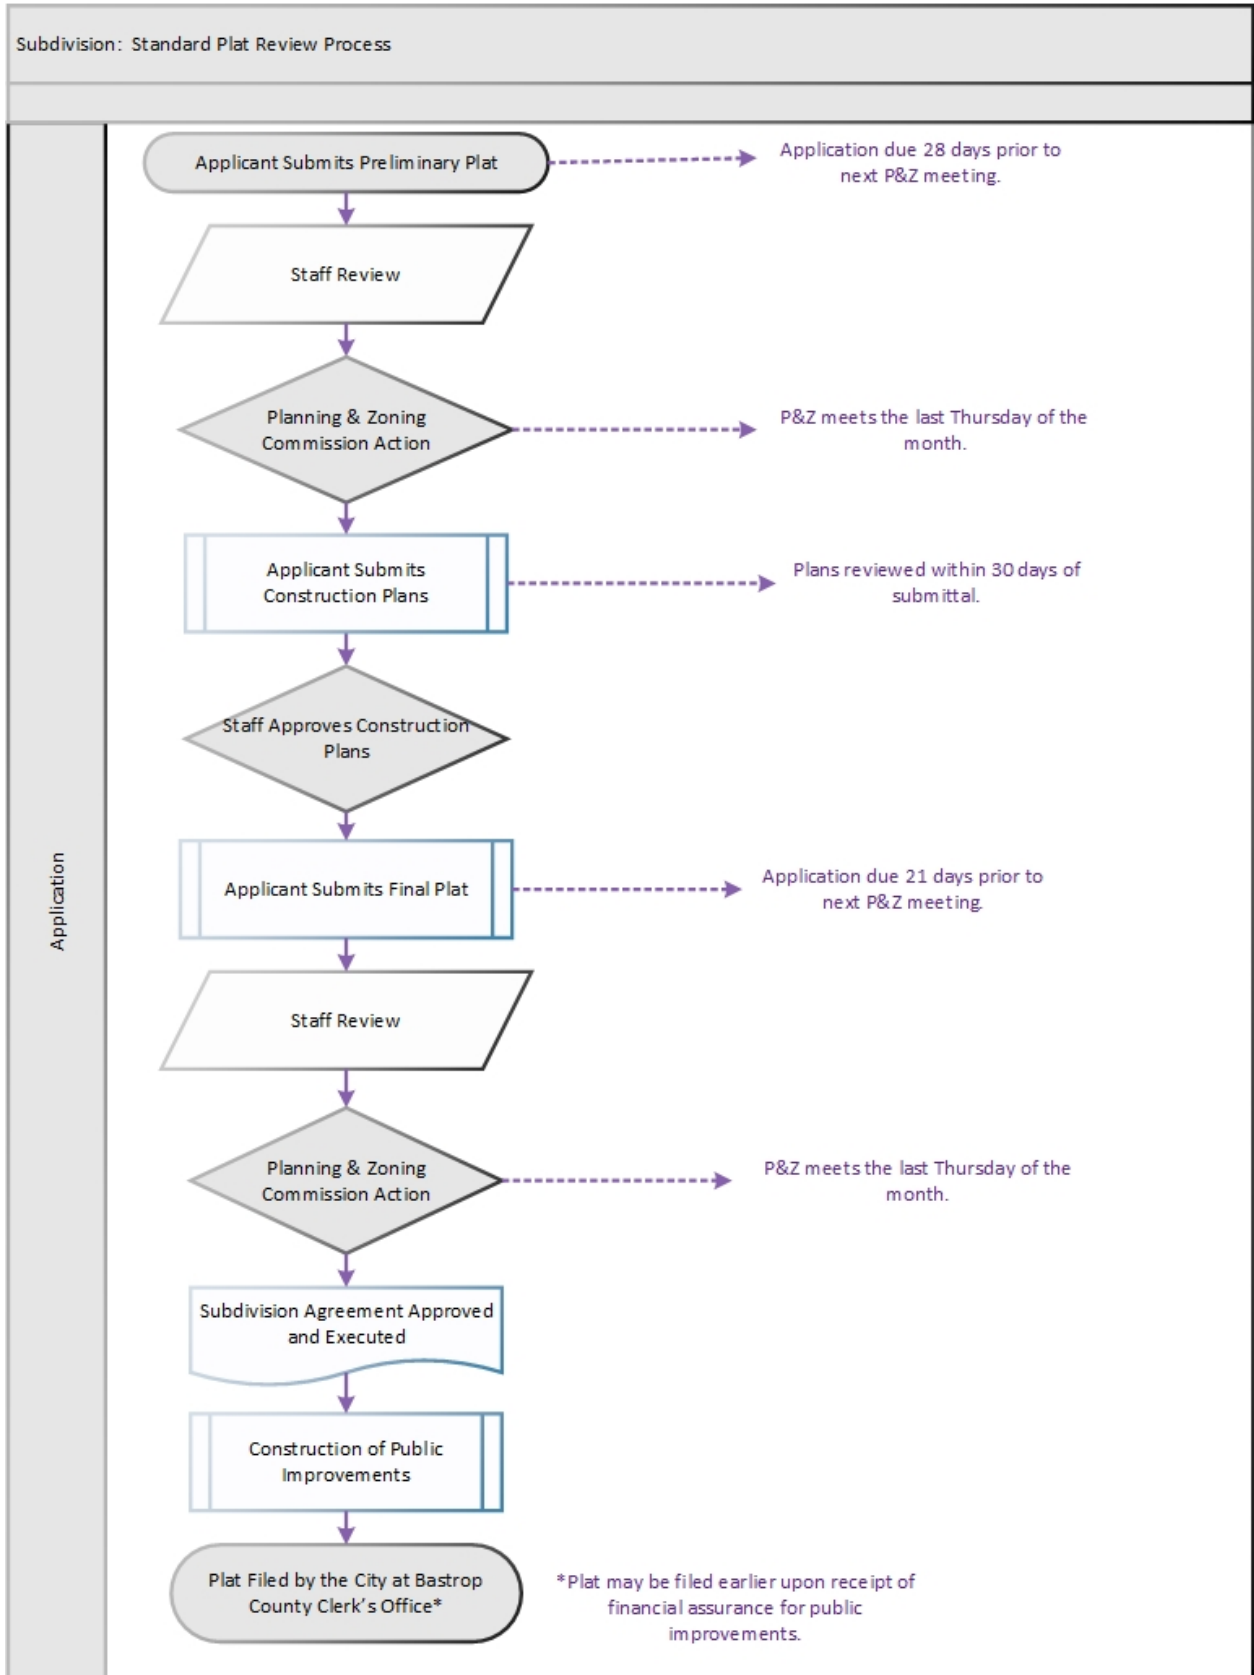 Subdivision: Standard Plat Review Process
Applicant Submits Preliminary Plat
Application due 28 days prior to
next P&Z meeting.
Staff Review
Planning & Zoning
Commission Action
P&Z meets the last Thursday of the
month.
Applicant Submits
Construction Plans
Plans reviewed within 30 days of
submittal.
Staff Approves Construction
Plans
Application
Applicant Submits Final Plat
Application due 21 days prior to
next P&Z meeting.
Staff Review
Planning & Zoning
Commission Action
P&Z meets the last Thursday of the
month.
Subdivision Agreement Approved
and Executed
Construction of Public
Improvements
Plat Filed by the City at Bastrop
County Clerk's Office*
*Plat may be filed earlier upon receipt of
financial assurance for public
improvements.